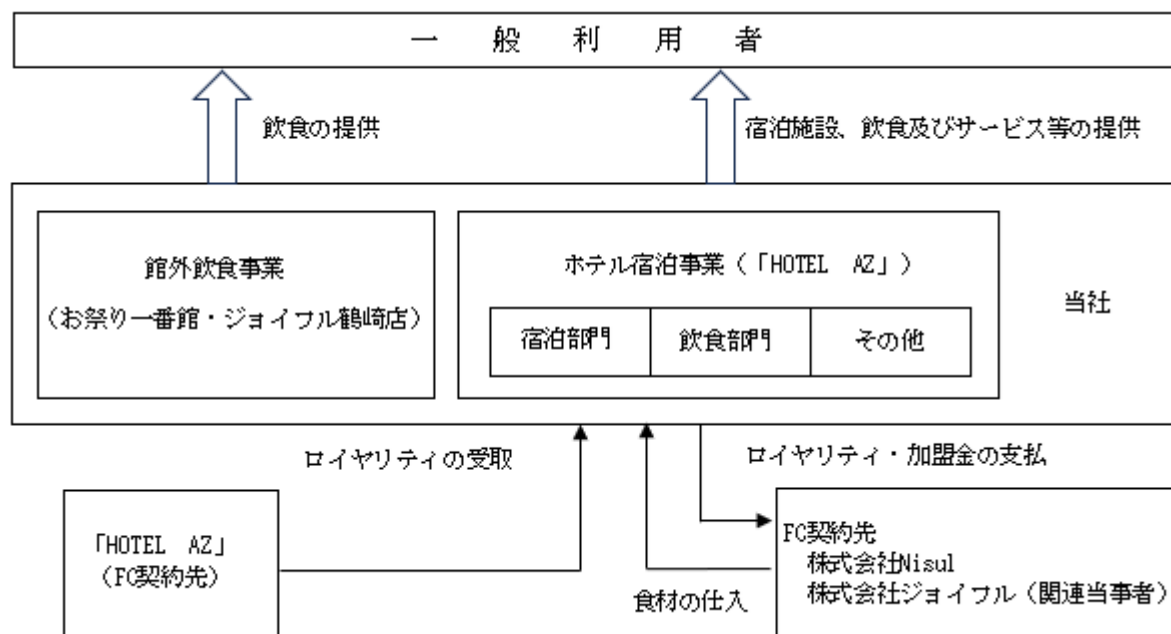 一般利用者
飲食の提供
宿泊施設、飲食及びサービス等の提供
館外飲食事業
（お祭り一番館・ジョイフル鶴崎店）
ホテル宿泊事業（「HOTEL AZ」）
宿泊部門
飲食部門
その他
当社
ロイヤリティの受取
ロイヤリティ・加盟金の支払
「HOTEL AZ」
（FC契約先）
食材の仕入
FC契約先
株式会社Nisul
株式会社ジョイフル（関連当事者）